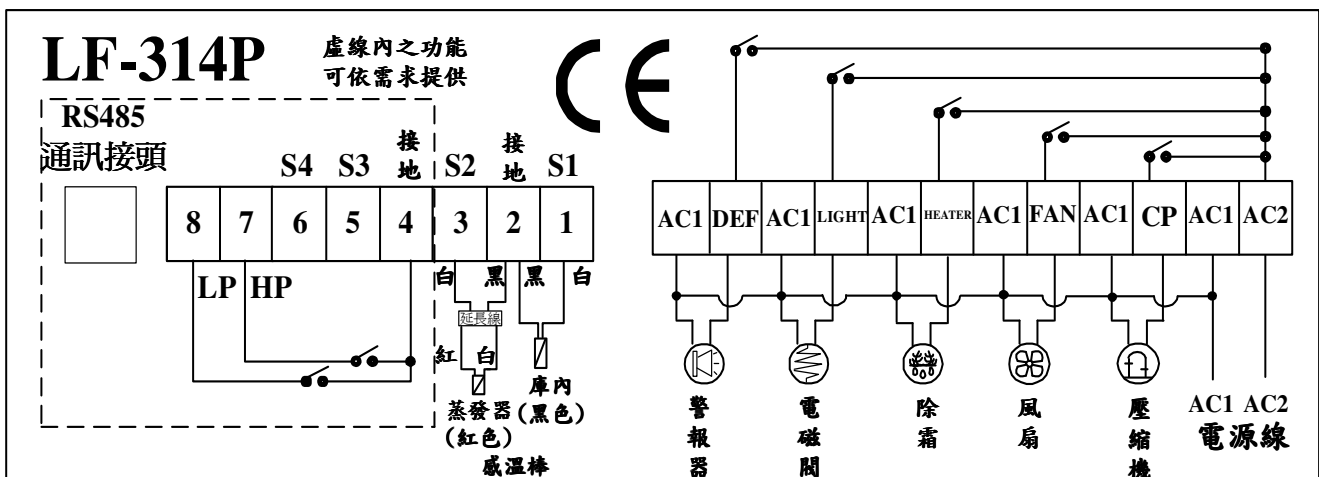 LF-314P
虛線內之功能
可依需求提供
CE
RS485
通訊接頭
S4 S3 接地 S2 接地 S1
8 7 6 5 4 3 2 1
LP HP
白 黑 黑 白
延長線
紅 白
蒸發器
(紅色)
庫內
(黑色)
感溫棒
AC1 DEF AC1 LIGHT AC1 HEATER AC1 FAN AC1 CP AC1 AC2
警報器
電磁閥
除霜
風扇
壓縮機
AC1 AC2
電源線